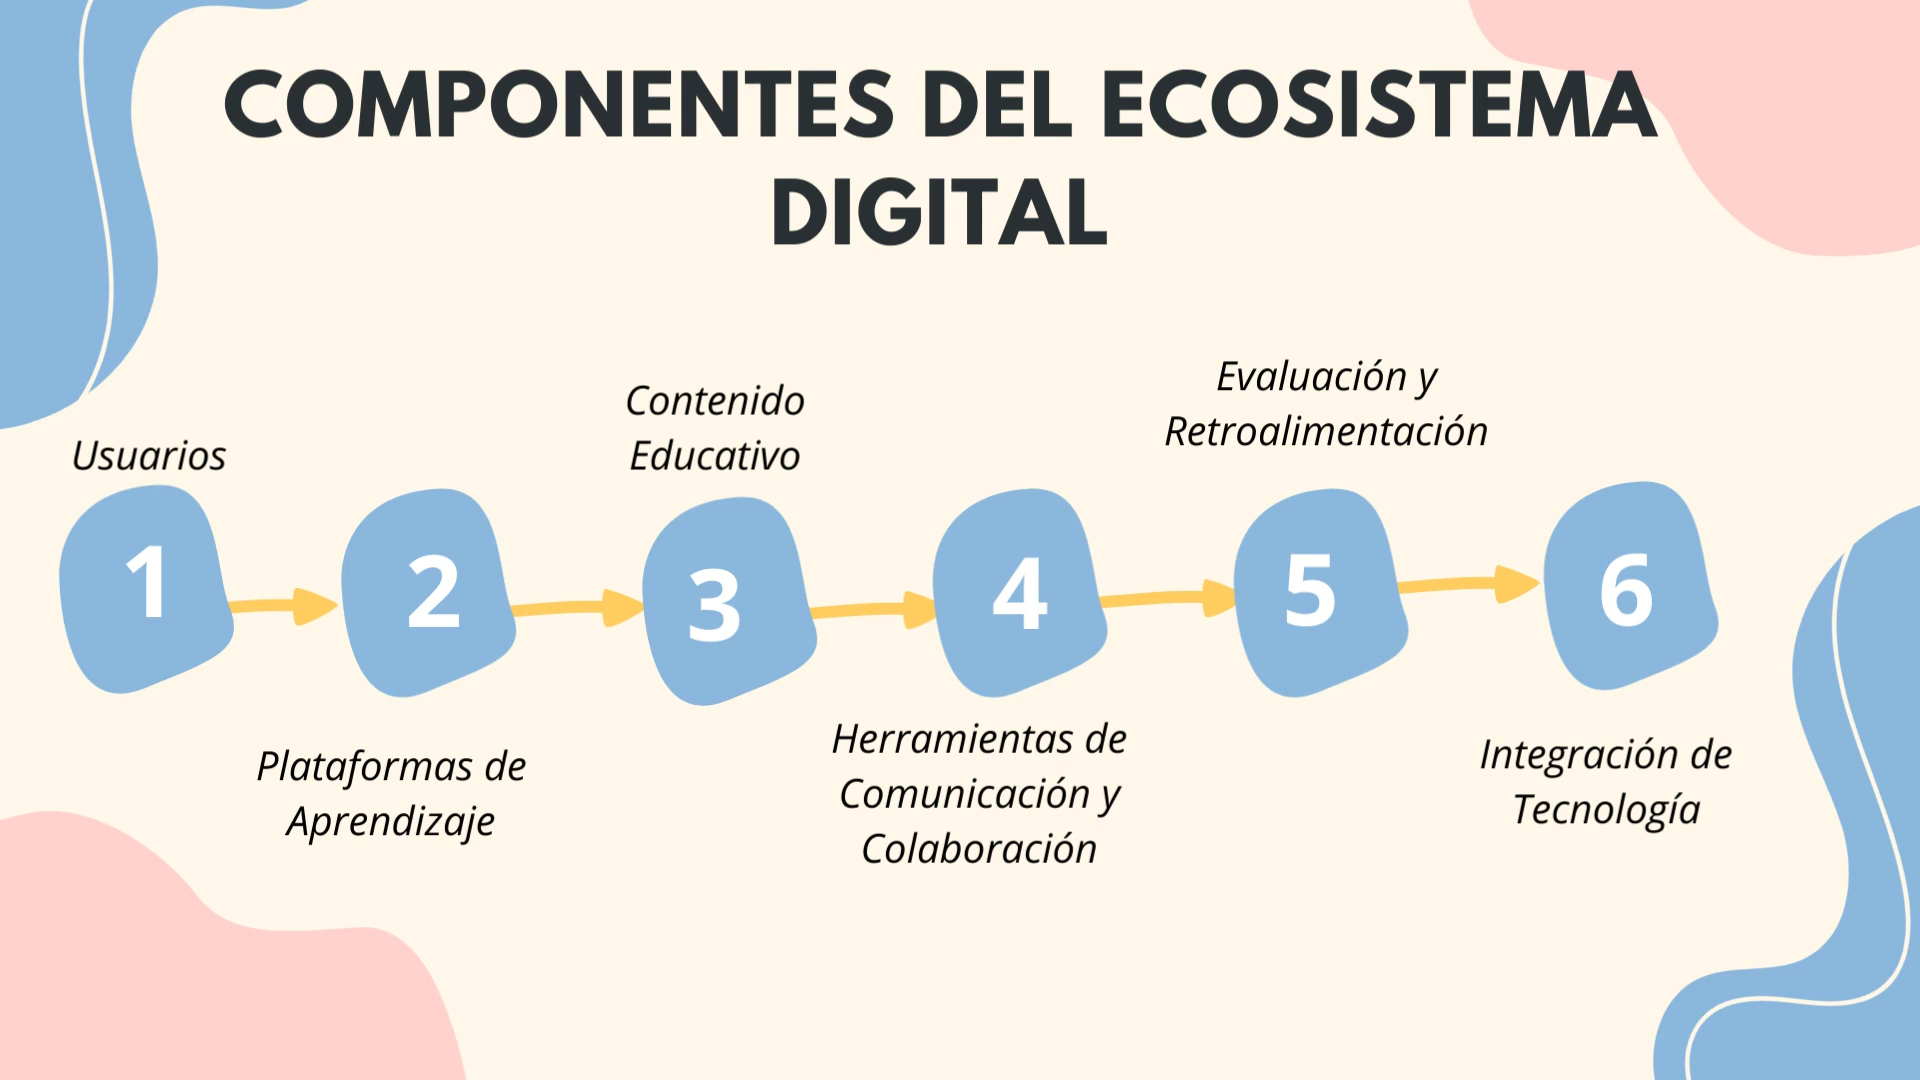 COMPONENTES DEL ECOSISTEMA
DIGITAL
Usuarios
1
2
Plataformas de
Aprendizaje
Contenido
Educativo
3
4
Herramientas de
Comunicación y
Colaboración
Evaluación y
Retroalimentación
5
6
Integración de
Tecnología